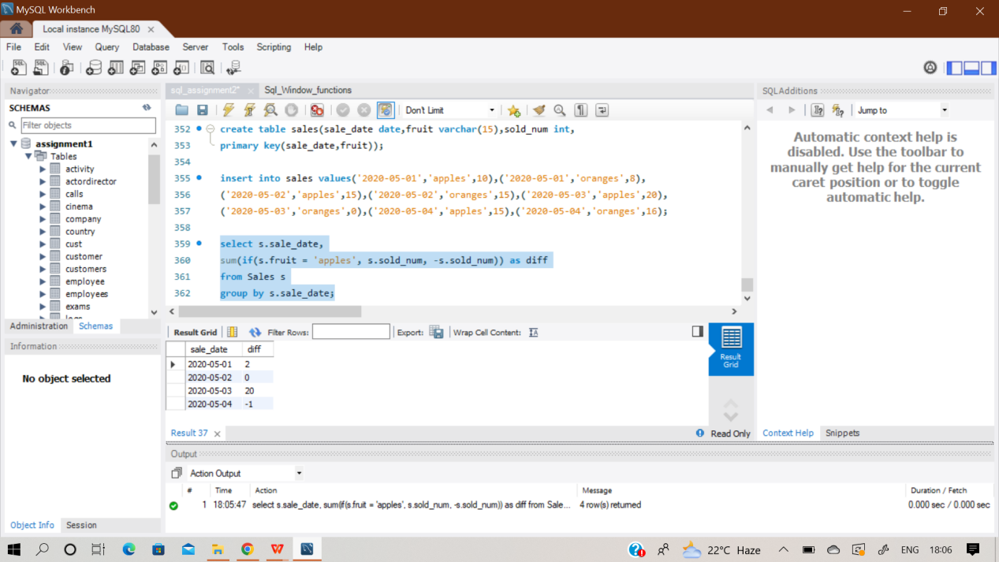 MySQL Workbench
Local instance MySQL80
File Edit View Query Database Server Tools Scripting Help
Navigator
SCHEMAS
Filter objects
assignment1
Tables
activity
actordirector
calls
cinema
company
country
cust
customer
customers
employee
employees
exams
Administration Schemas
Information
No object selected
Object Info Session
sql_assignment2* Sql_Window_functions
Don't Limit
352 create table sales(sale_date date,fruit varchar(15),sold_num int,
353 primary key(sale_date,fruit));
354
355 insert into sales values('2020-05-01','apples',10),('2020-05-01','oranges',8),
356 ('2020-05-02','apples',15),('2020-05-02','oranges',15),('2020-05-03','apples',20),
357 ('2020-05-03','oranges',0),('2020-05-04','apples',15),('2020-05-04','oranges',16);
358
359 select s.sale_date,
360 sum(if(s.fruit = 'apples', s.sold_num, -s.sold_num)) as diff
361 from Sales s
362 group by s.sale_date;
Result Grid Filter Rows: Export: Wrap Cell Content:
sale_date diff
2020-05-01 2
2020-05-02 0
2020-05-03 20
2020-05-04 -1
Result
Grid
Result 37
Read Only
SQLAdditions
Jump to
Automatic context help is
disabled. Use the toolbar to
manually get help for the current
caret position or to toggle
automatic help.
Context Help Snippets
Output
Action Output
# Time Action Message Duration / Fetch
1 18:05:47 select s.sale_date, sum(if(s.fruit = 'apples', s.sold_num, -s.sold_num)) as diff from Sale... 4 row(s) returned 0.000 sec / 0.000 sec
22°C Haze ENG 18:06